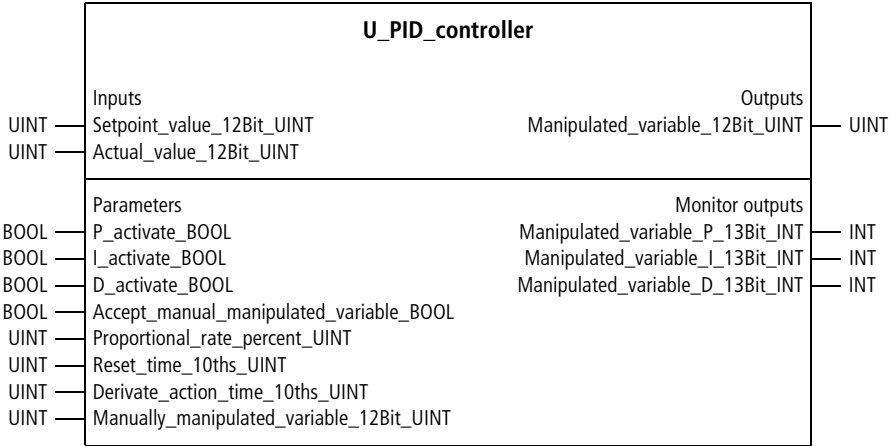 U_PID_controller
Inputs Outputs
UINT Setpoint_value_12Bit_UINT Manipulated_variable_12Bit_UINT UINT
UINT Actual_value_12Bit_UINT
Parameters Monitor outputs
BOOL P_activate_BOOL Manipulated_variable_P_13Bit_INT INT
BOOL I_activate_BOOL Manipulated_variable_I_13Bit_INT INT
BOOL D_activate_BOOL Manipulated_variable_D_13Bit_INT INT
BOOL Accept_manual_manipulated_variable_BOOL
UINT Proportional_rate_percent_UINT
UINT Reset_time_10ths_UINT
UINT Derivate_action_time_10ths_UINT
UINT Manually_manipulated_variable_12Bit_UINT